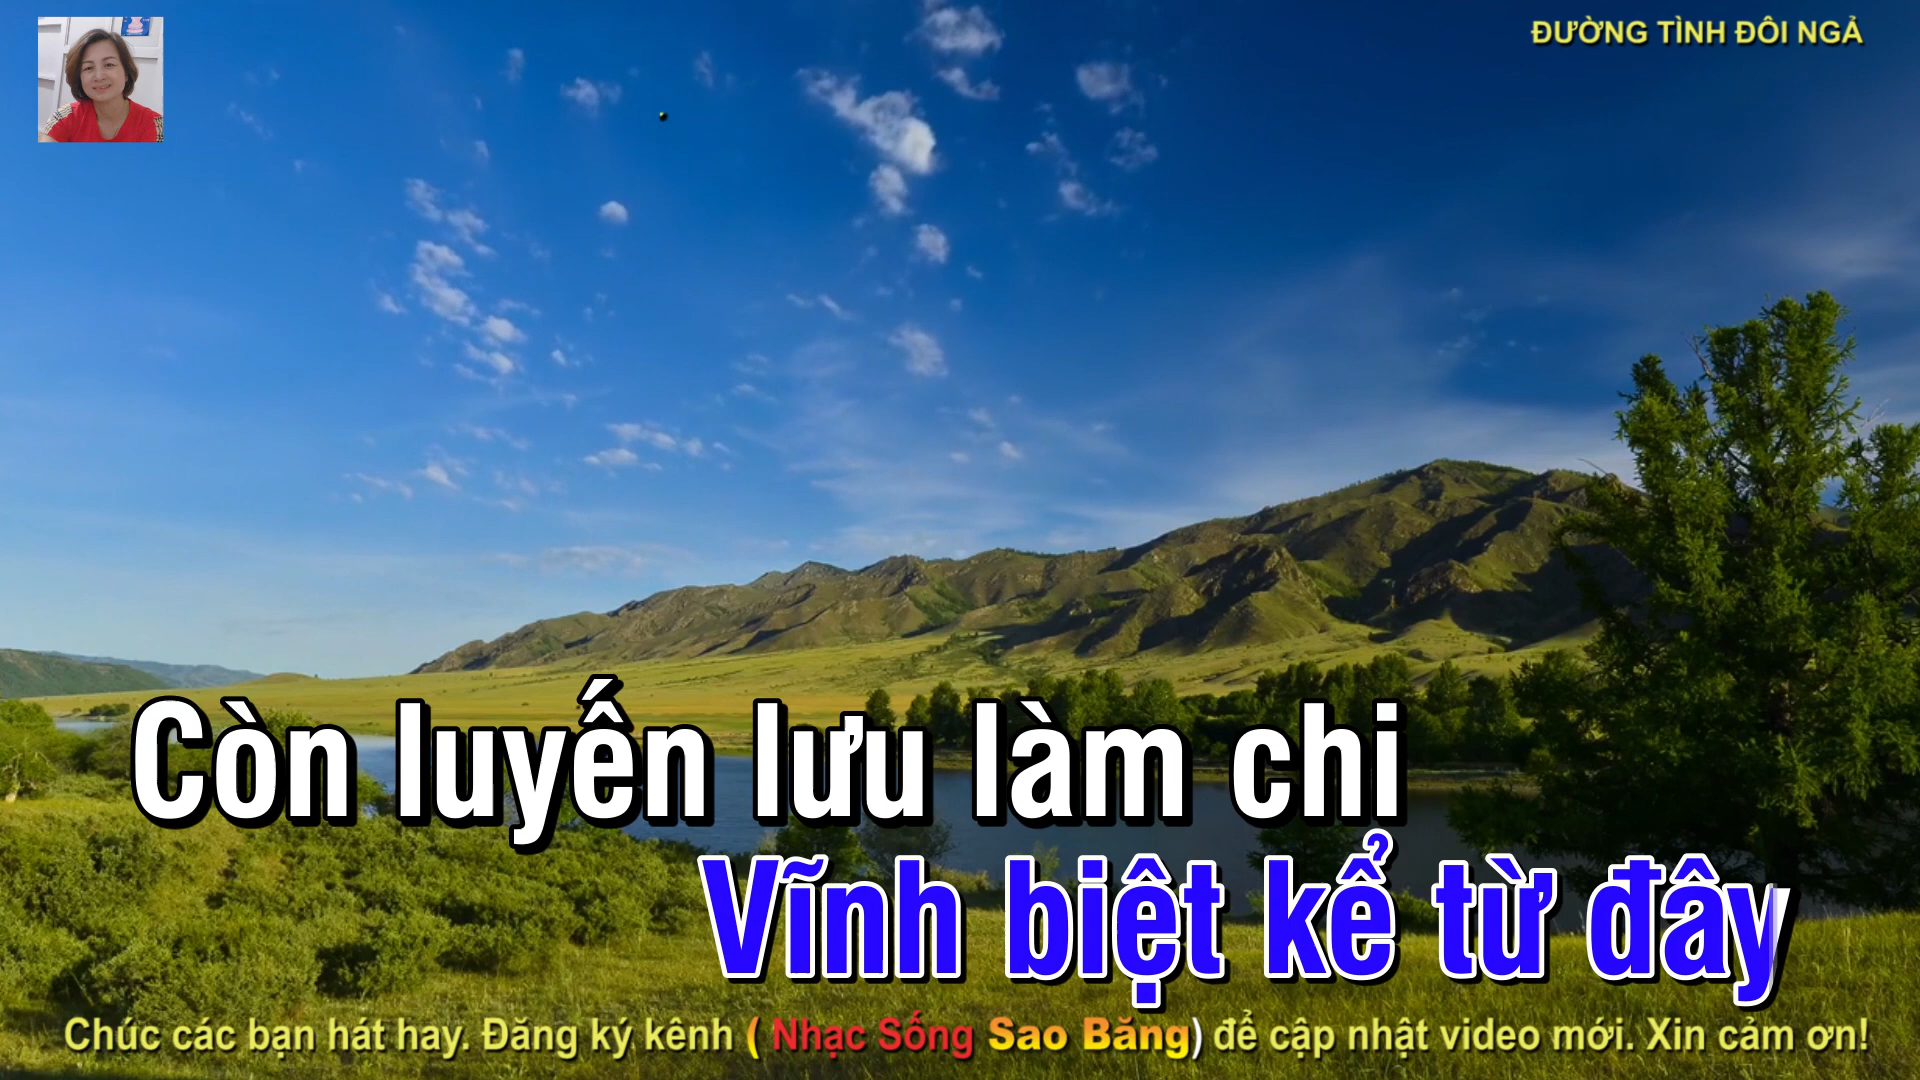 ĐƯỜNG TÌNH ĐÔI NGẢ
Còn luyến lưu làm chi
Vĩnh biệt kể từ đây
Chúc các bạn hát hay. Đăng ký kênh ( Nhạc Sống Sao Băng) để cập nhật video mới. Xin cảm ơn!